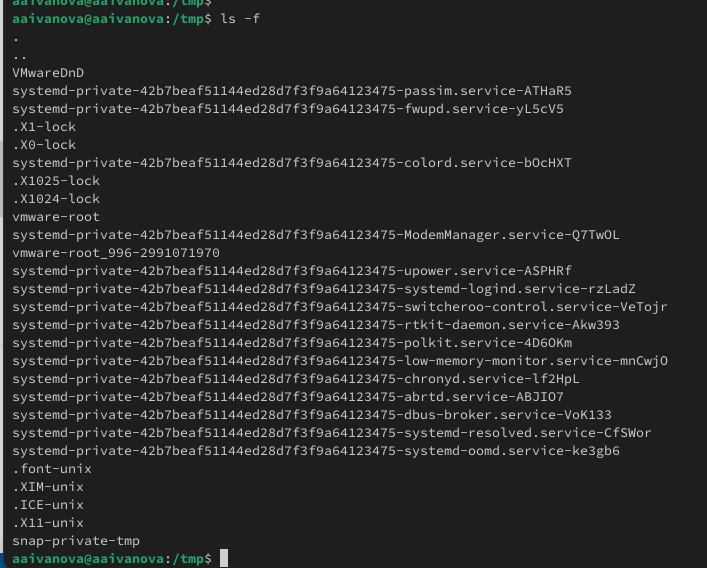 aaivanova@aaivanova:/tmp$
aaivanova@aaivanova:/tmp$ ls -f
.
..
VMwareDnD
systemd-private-42b7beaf51144ed28d7f3f9a64123475-passim.service-ATHaR5
systemd-private-42b7beaf51144ed28d7f3f9a64123475-fwupd.service-yL5cV5
.X1-lock
.X0-lock
systemd-private-42b7beaf51144ed28d7f3f9a64123475-colord.service-bOcHXT
.X1025-lock
.X1024-lock
vmware-root
systemd-private-42b7beaf51144ed28d7f3f9a64123475-ModemManager.service-Q7TwOL
vmware-root_996-2991071970
systemd-private-42b7beaf51144ed28d7f3f9a64123475-upower.service-ASPHRf
systemd-private-42b7beaf51144ed28d7f3f9a64123475-systemd-logind.service-rzLadZ
systemd-private-42b7beaf51144ed28d7f3f9a64123475-switcheroo-control.service-VeTojr
systemd-private-42b7beaf51144ed28d7f3f9a64123475-rtkit-daemon.service-Akw393
systemd-private-42b7beaf51144ed28d7f3f9a64123475-polkit.service-4D6OKm
systemd-private-42b7beaf51144ed28d7f3f9a64123475-low-memory-monitor.service-mnCwjO
systemd-private-42b7beaf51144ed28d7f3f9a64123475-chronyd.service-lf2HpL
systemd-private-42b7beaf51144ed28d7f3f9a64123475-abrtd.service-ABJIO7
systemd-private-42b7beaf51144ed28d7f3f9a64123475-dbus-broker.service-VoK133
systemd-private-42b7beaf51144ed28d7f3f9a64123475-systemd-resolved.service-CfSWor
systemd-private-42b7beaf51144ed28d7f3f9a64123475-systemd-oomd.service-ke3gb6
.font-unix
.XIM-unix
.ICE-unix
.X11-unix
snap-private-tmp
aaivanova@aaivanova:/tmp$